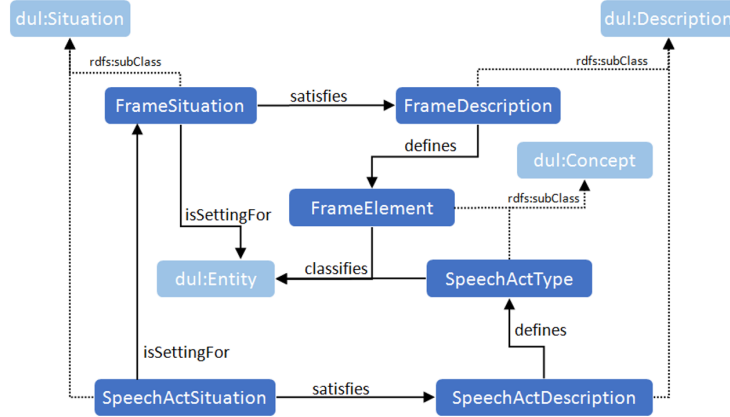 dul:Situation
dul:Description
rdfs:subClass
rdfs:subClass
FrameSituation
satisfies
FrameDescription
defines
dul:Concept
rdfs:subClass
FrameElement
isSettingFor
dul:Entity
classifies
SpeechActType
defines
isSettingFor
SpeechActSituation
satisfies
SpeechActDescription